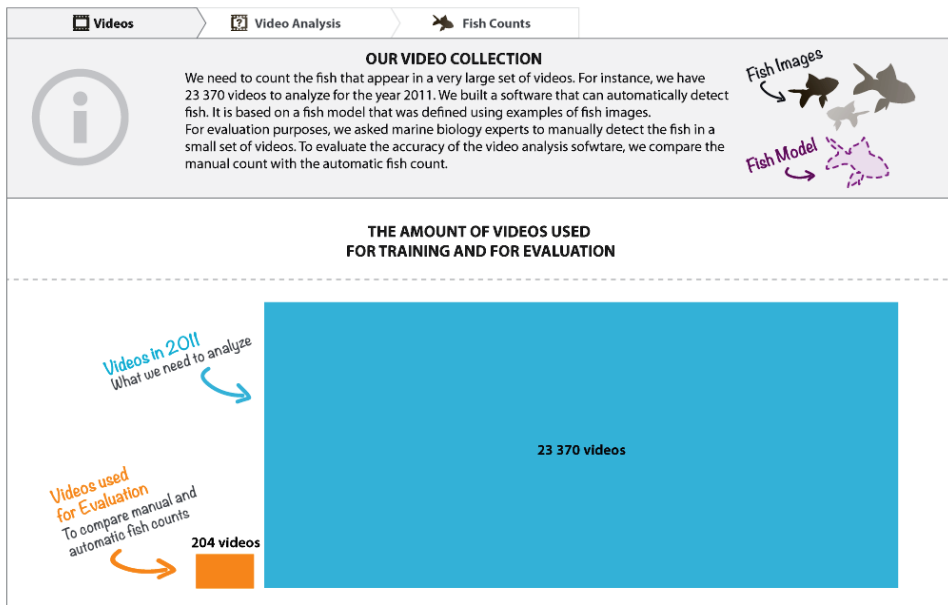 Videos
Video Analysis
Fish Counts
OUR VIDEO COLLECTION
We need to count the fish that appear in a very large set of videos. For instance, we have
23 370 videos to analyze for the year 2011. We built a software that can automatically detect
fish. It is based on a fish model that was defined using examples of fish images.
For evaluation purposes, we asked marine biology experts to manually detect the fish in a
small set of videos. To evaluate the accuracy of the video analysis sofwtare, we compare the
manual count with the automatic fish count.
Fish Images
Fish Model
THE AMOUNT OF VIDEOS USED
FOR TRAINING AND FOR EVALUATION
Videos in 2011
What we need to analyze
23 370 videos
Videos used
for Evaluation
To compare manual and
automatic fish counts
204 videos